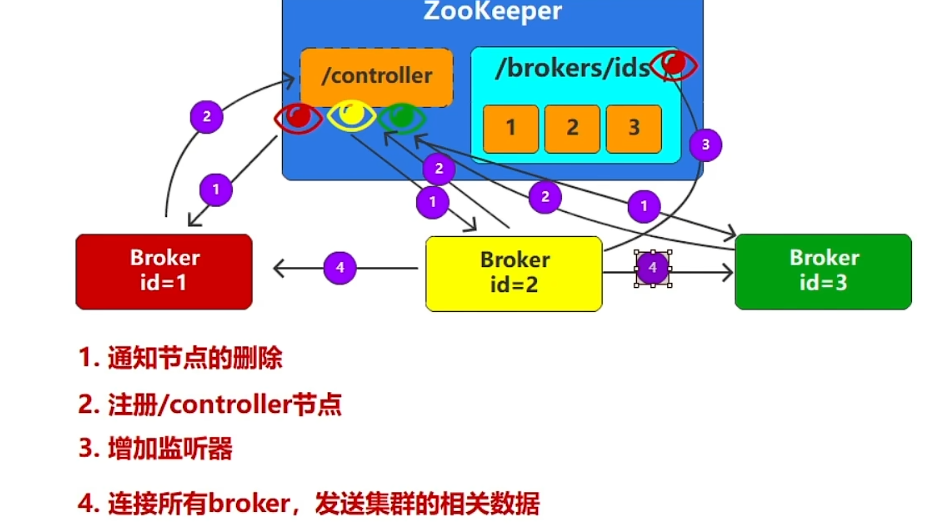 ZooKeeper
/controller
/brokers/ids
1 2 3
2
3
1
2
1
2
1
Broker
id=1
4
Broker
id=2
4
Broker
id=3
1. 通知节点的删除
2. 注册/controller节点
3. 增加监听器
4. 连接所有broker，发送集群的相关数据